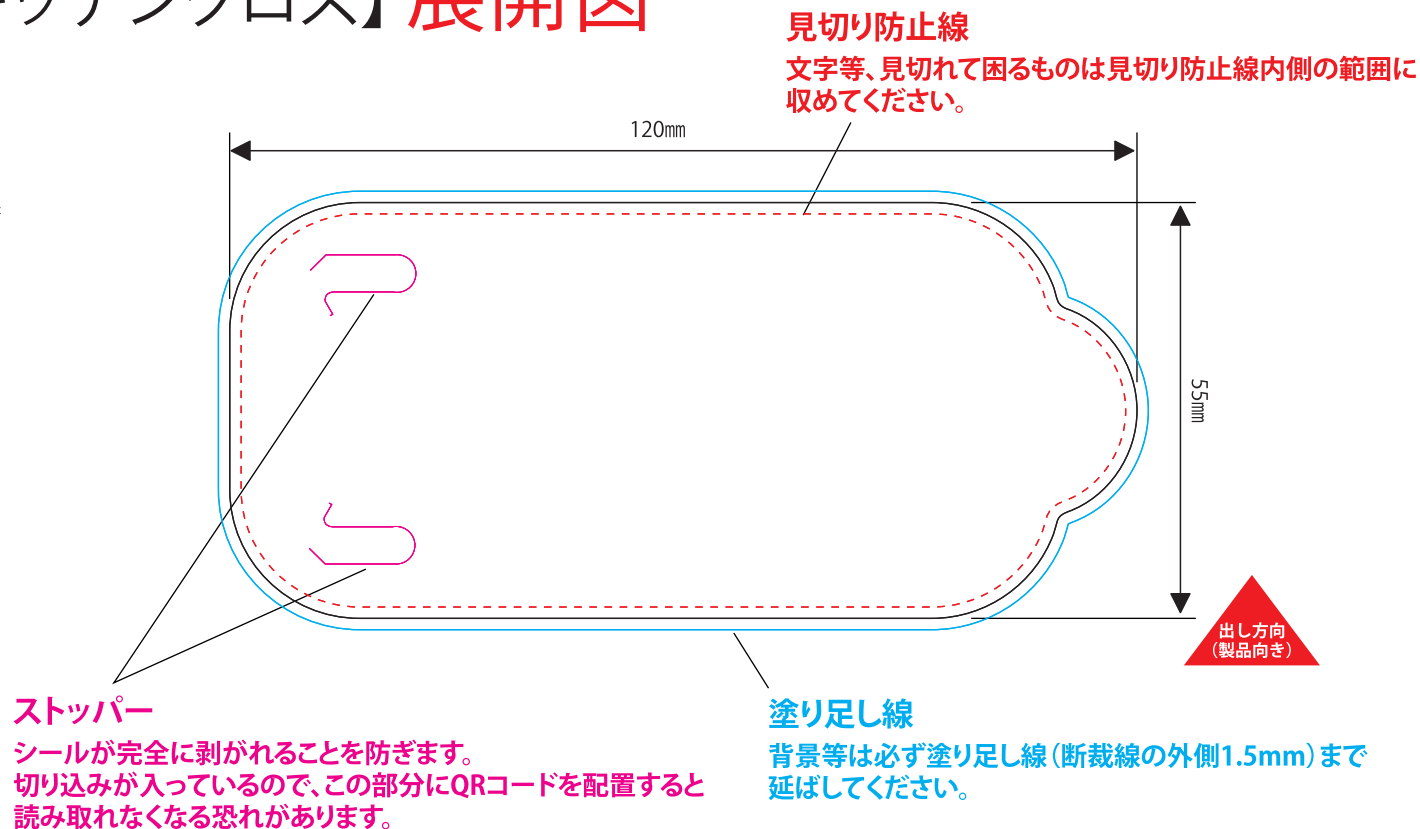 キッチンクロス】展開図
見切り防止線
文字等、見切れて困るものは見切り防止線内側の範囲に
収めてください。
120mm
55mm
出し方向
(製品向き)
ストッパー
シールが完全に剥がれることを防ぎます。
切り込みが入っているので、この部分にQRコードを配置すると
読み取れなくなる恐れがあります。
塗り足し線
背景等は必ず塗り足し線(断裁線の外側1.5mm)まで
延ばしてください。